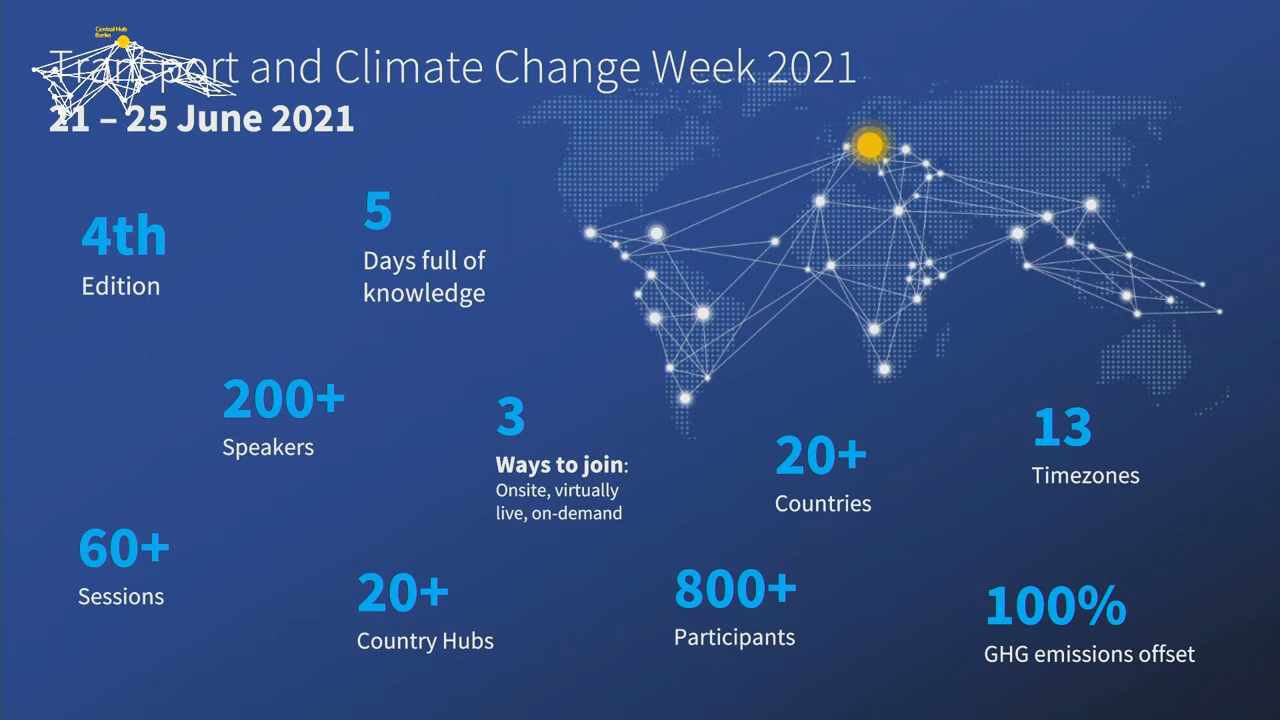 Central Hub
Berlin
Transport and Climate Change Week 2021
21 – 25 June 2021
4th
Edition
5
Days full of
knowledge
200+
Speakers
3
Ways to join:
Onsite, virtually
live, on-demand
20+
Countries
13
Timezones
60+
Sessions
20+
Country Hubs
800+
Participants
100%
GHG emissions offset